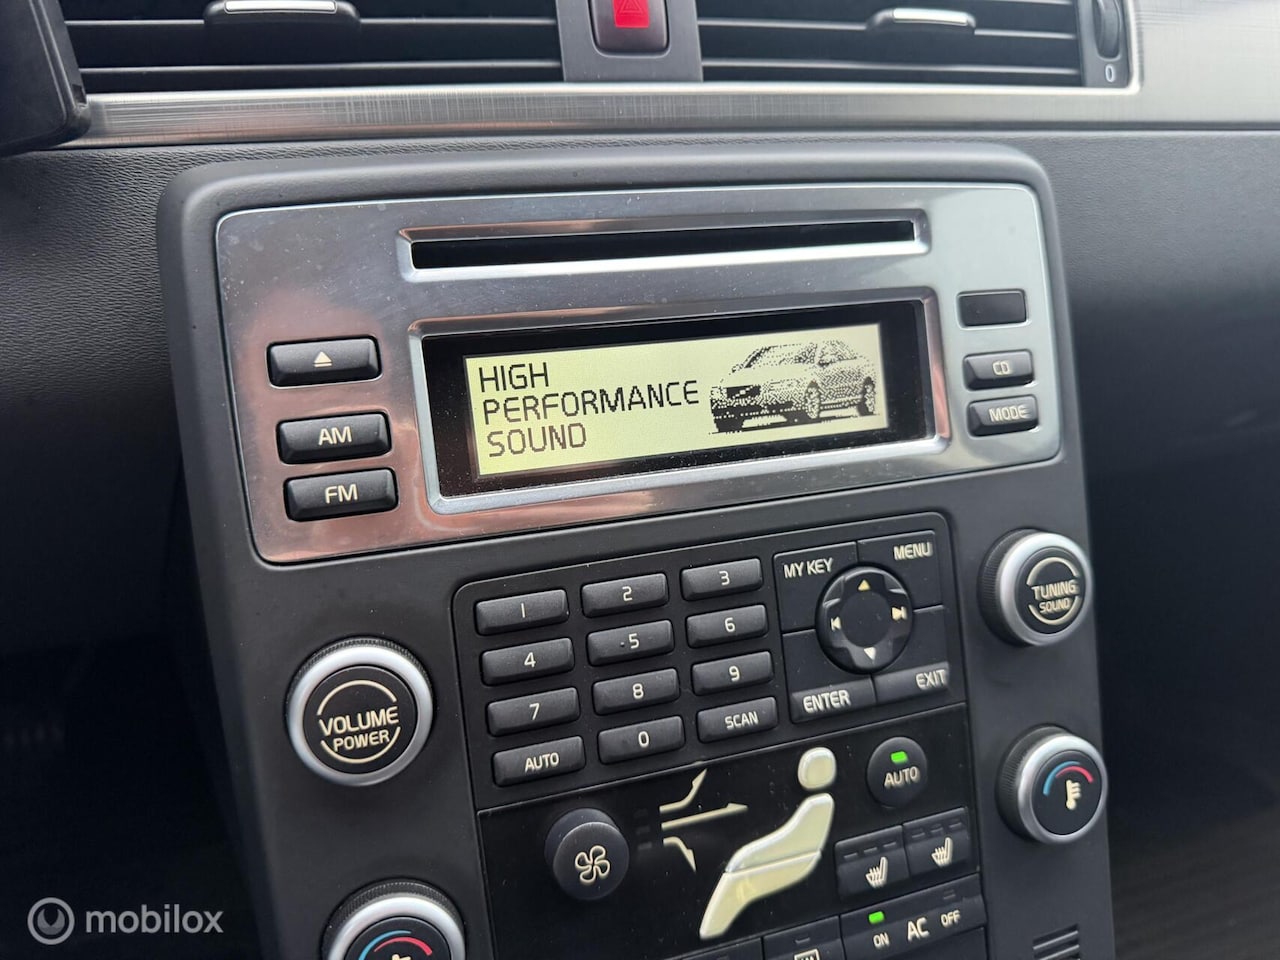 0
HIGH
PERFORMANCE
SOUND
CD
MODE
AM
FM
1
2
3
4
-5
6
7
8
9
AUTO
0
SCAN
MY KEY
MENU
ENTER
EXIT
TUNING
SOUND
VOLUME
POWER
AUTO
ON
AC
OFF
mobilox